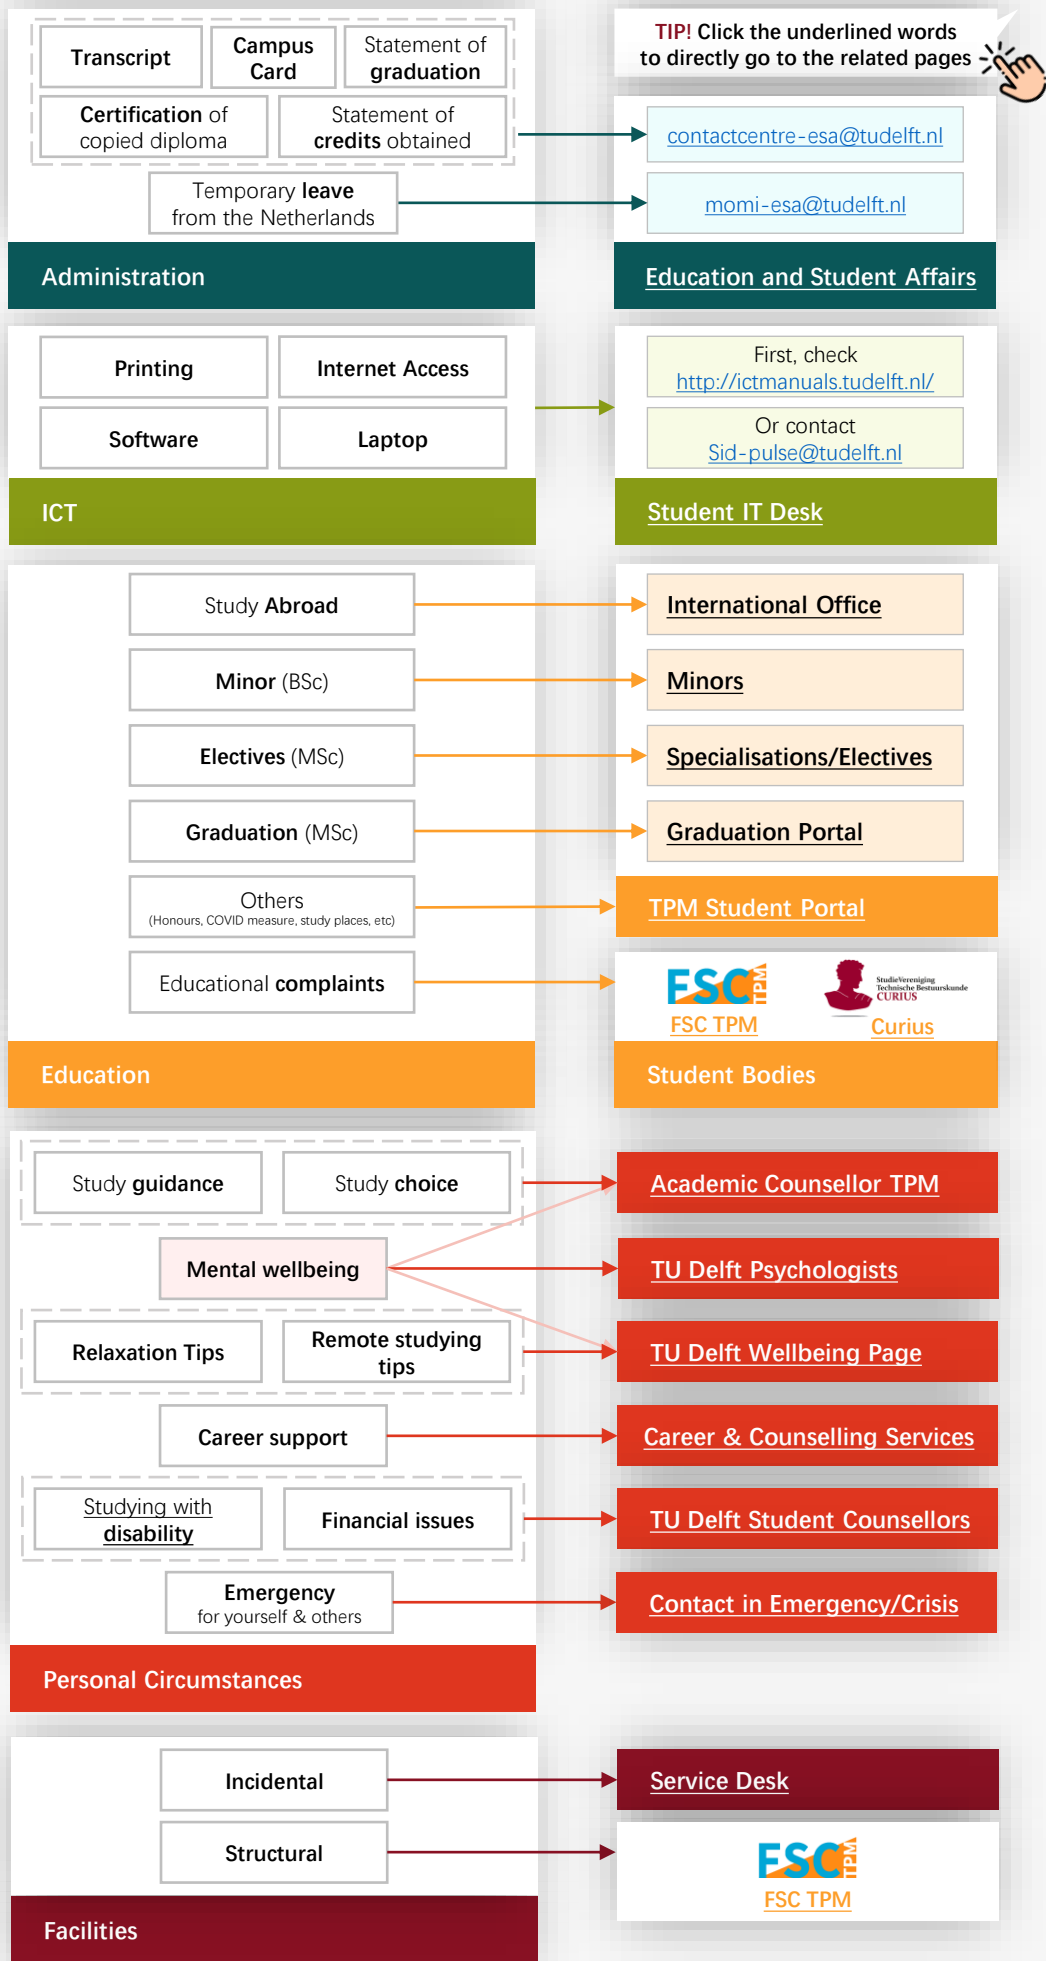 TIP! Click the underlined words
to directly go to the related pages
Transcript
Campus
Card
Statement of
graduation
Certification of
copied diploma
Statement of
credits obtained
contactcentre-esa@tudelft.nl
Temporary leave
from the Netherlands
momi-esa@tudelft.nl
Administration
Education and Student Affairs
Printing
Internet Access
Software
Laptop
First, check
http://ictmanuals.tudelft.nl/
Or contact
Sid-pulse@tudelft.nl
ICT
Student IT Desk
Study Abroad
International Office
Minor (BSc)
Minors
Electives (MSc)
Specialisations/Electives
Graduation (MSc)
Graduation Portal
Others
(Honours, COVID measure, study places, etc)
TPM Student Portal
Educational complaints
FSC TPM
FSC TPM
StudieVereniging
Technische Bestuurskunde
CURIUS
Curius
Education
Student Bodies
Study guidance
Study choice
Academic Counsellor TPM
Mental wellbeing
TU Delft Psychologists
Relaxation Tips
Remote studying
tips
TU Delft Wellbeing Page
Career support
Career & Counselling Services
Studying with
disability
Financial issues
TU Delft Student Counsellors
Emergency
for yourself & others
Contact in Emergency/Crisis
Personal Circumstances
Incidental
Service Desk
Structural
FSC TPM
FSC TPM
Facilities